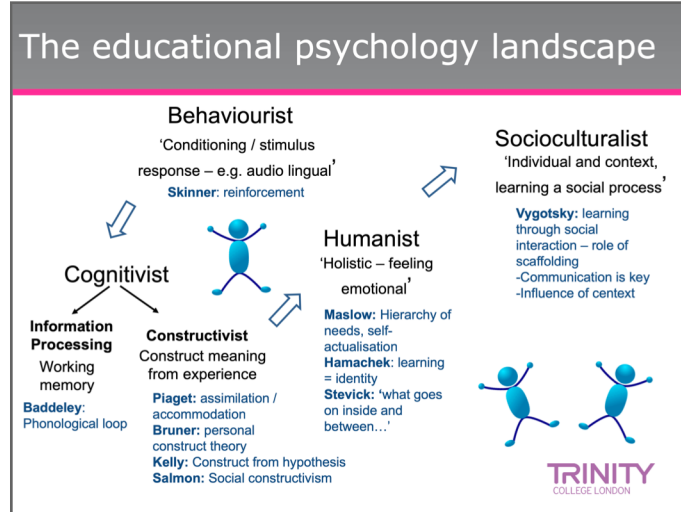 The educational psychology landscape
Behaviourist
‘Conditioning / stimulus
response – e.g. audio lingual’
Skinner: reinforcement
Cognitivist
Information
Processing
Working
memory
Baddeley:
Phonological loop
Constructivist
Construct meaning
from experience
Piaget: assimilation /
accommodation
Bruner: personal
construct theory
Kelly: Construct from hypothesis
Salmon: Social constructivism
Humanist
‘Holistic – feeling
emotional’
Maslow: Hierarchy of
needs, self-
actualisation
Hamachek: learning
= identity
Stevick: ‘what goes
on inside and
between…’
Socioculturalist
‘Individual and context,
learning a social process’
Vygotsky: learning
through social
interaction – role of
scaffolding
-Communication is key
-Influence of centext
TRINITY
COLLEGE LONDON